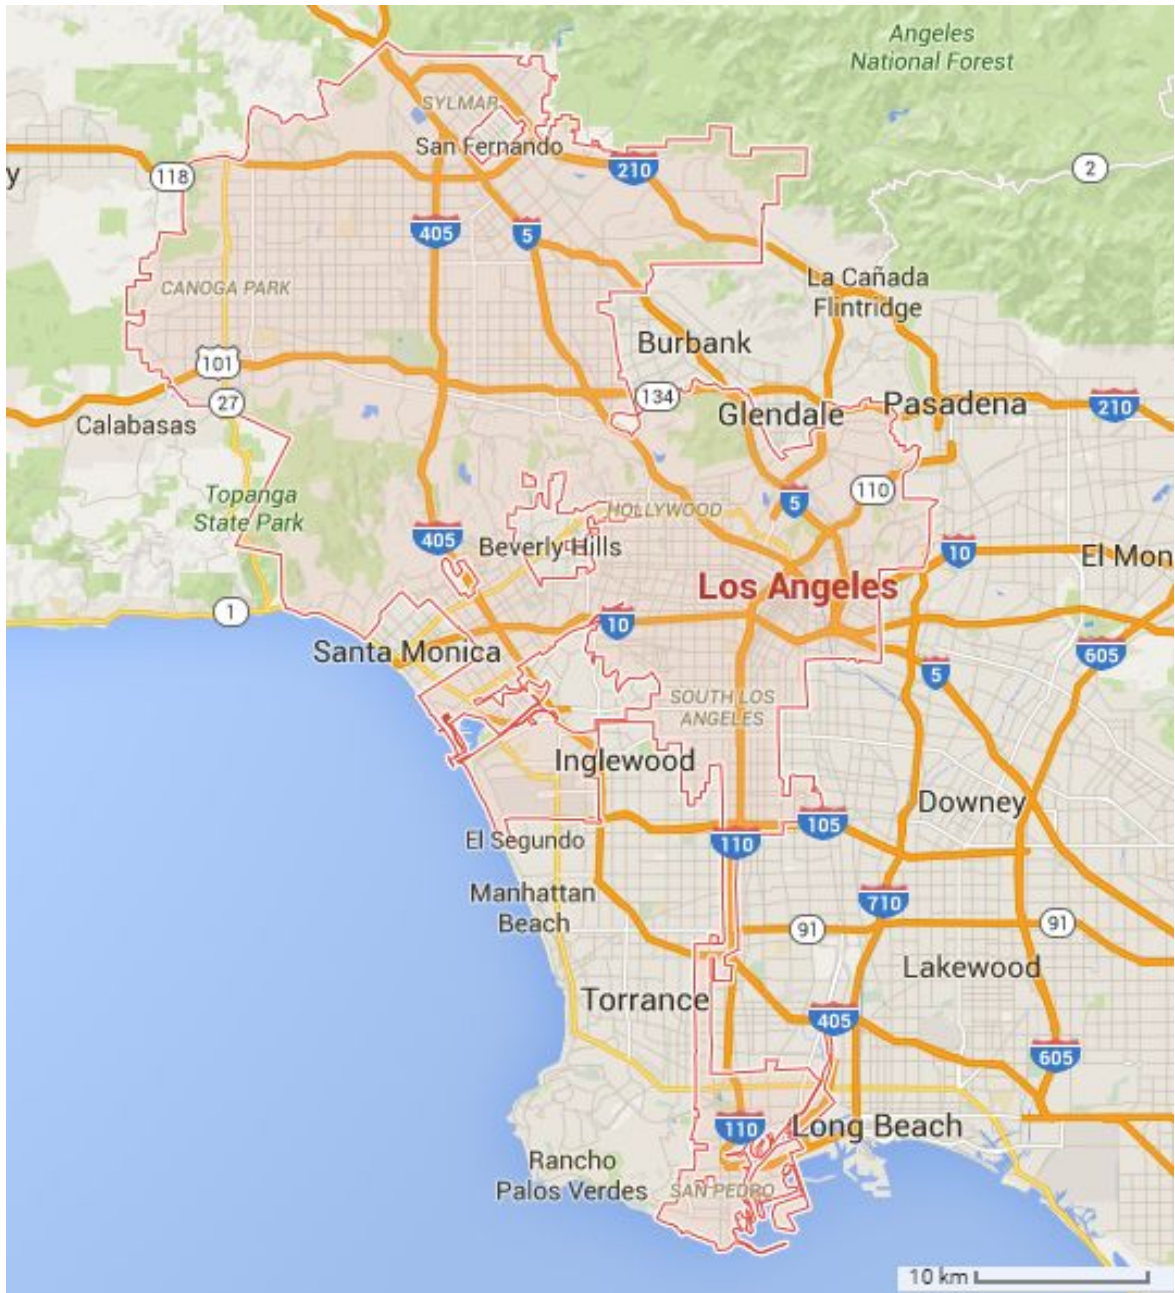 Angeles
National Forest
SYLMAR
San Fernando
118
210
2
y
405
5
La Cañada
Flintridge
CANOGA PARK
Burbank
101
134
27
Glendale
Pasadena
210
Calabasas
110
Topanga
State Park
5
HOLLYWOOD
405
Beverly Hills
10
El Mon
Los Angeles
1
10
Santa Monica
605
5
SOUTH LOS
ANGELES
Inglewood
Downey
105
El Segundo
110
Manhattan
Beach
710
91
91
Lakewood
Torrance
405
605
110
Long Beach
Rancho
Palos Verdes
SAN PEDRO
10 km